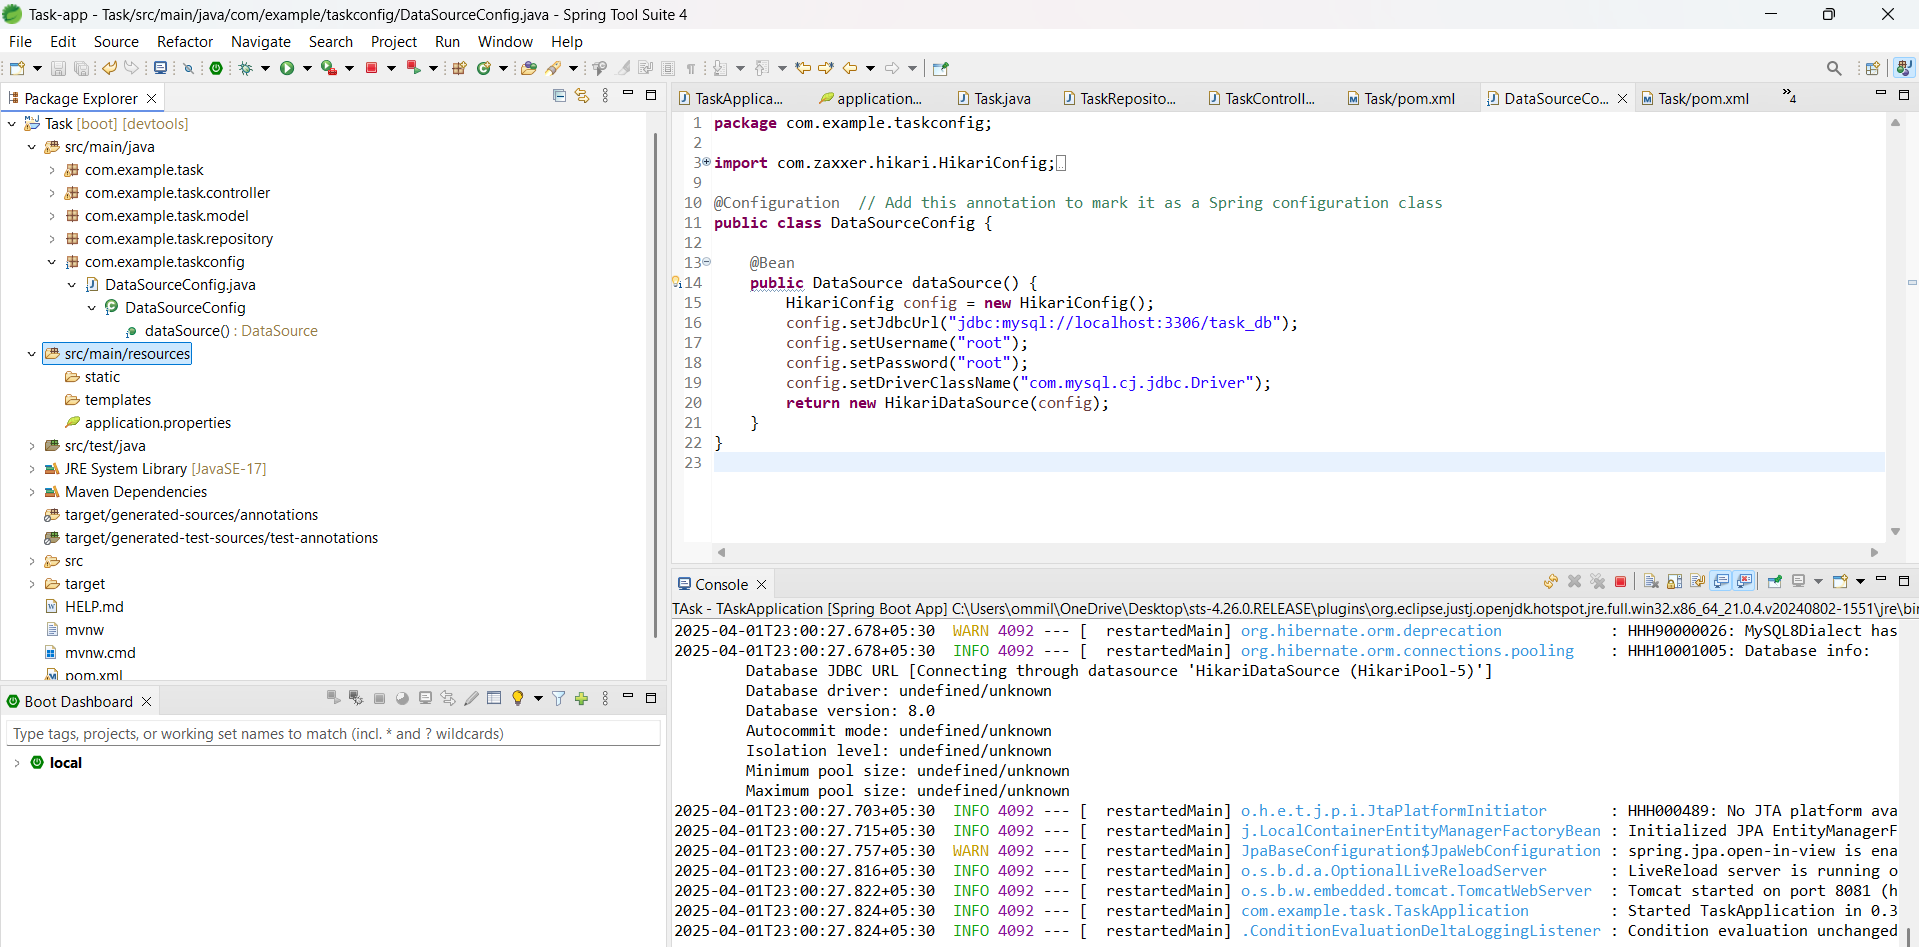 Task-app - Task/src/main/java/com/example/taskconfig/DataSourceConfig.java - Spring Tool Suite 4
File Edit Source Refactor Navigate Search Project Run Window Help
Package Explorer
Task [boot] [devtools]
src/main/java
com.example.task
com.example.task.controller
com.example.task.model
com.example.task.repository
com.example.taskconfig
DataSourceConfig.java
DataSourceConfig
dataSource() : DataSource
src/main/resources
static
templates
application.properties
src/test/java
JRE System Library [JavaSE-17]
Maven Dependencies
target/generated-sources/annotations
target/generated-test-sources/test-annotations
src
target
HELP.md
mvnw
mvnw.cmd
pom.xml
Boot Dashboard
Type tags, projects, or working set names to match (incl. * and ? wildcards)
local
TaskApplica... application... Task.java TaskReposito... TaskControll... Task/pom.xml DataSourceCo... Task/pom.xml »4
1 package com.example.taskconfig;
2
3 import com.zaxxer.hikari.HikariConfig;
9
10 @Configuration // Add this annotation to mark it as a Spring configuration class
11 public class DataSourceConfig {
12
13 @Bean
14 public DataSource dataSource() {
15 HikariConfig config = new HikariConfig();
16 config.setJdbcUrl("jdbc:mysql://localhost:3306/task_db");
17 config.setUsername("root");
18 config.setPassword("root");
19 config.setDriverClassName("com.mysql.cj.jdbc.Driver");
20 return new HikariDataSource(config);
21 }
22 }
23
Console
TAsk - TAskApplication [Spring Boot App] C:\Users\ommil\OneDrive\Desktop\sts-4.26.0.RELEASE\plugins\org.eclipse.justj.openjdk.hotspot.jre.full.win32.x86_64_21.0.4.v20240802-1551\jre\bin
2025-04-01T23:00:27.678+05:30 WARN 4092 --- [ restartedMain] org.hibernate.orm.deprecation : HHH90000026: MySQL8Dialect has
2025-04-01T23:00:27.678+05:30 INFO 4092 --- [ restartedMain] org.hibernate.orm.connections.pooling : HHH10001005: Database info:
Database JDBC URL [Connecting through datasource 'HikariDataSource (HikariPool-5)']
Database driver: undefined/unknown
Database version: 8.0
Autocommit mode: undefined/unknown
Isolation level: undefined/unknown
Minimum pool size: undefined/unknown
Maximum pool size: undefined/unknown
2025-04-01T23:00:27.703+05:30 INFO 4092 --- [ restartedMain] o.h.e.t.j.p.i.JtaPlatformInitiator : HHH000489: No JTA platform ava
2025-04-01T23:00:27.715+05:30 INFO 4092 --- [ restartedMain] j.LocalContainerEntityManagerFactoryBean : Initialized JPA EntityManagerF
2025-04-01T23:00:27.757+05:30 WARN 4092 --- [ restartedMain] JpaBaseConfiguration$JpaWebConfiguration : spring.jpa.open-in-view is ena
2025-04-01T23:00:27.816+05:30 INFO 4092 --- [ restartedMain] o.s.b.d.a.OptionalLiveReloadServer : LiveReload server is running o
2025-04-01T23:00:27.822+05:30 INFO 4092 --- [ restartedMain] o.s.b.w.embedded.tomcat.TomcatWebServer : Tomcat started on port 8081 (h
2025-04-01T23:00:27.824+05:30 INFO 4092 --- [ restartedMain] com.example.task.TaskApplication : Started TaskApplication in 0.3
2025-04-01T23:00:27.824+05:30 INFO 4092 --- [ restartedMain] .ConditionEvaluationDeltaLoggingListener : Condition evaluation unchanged